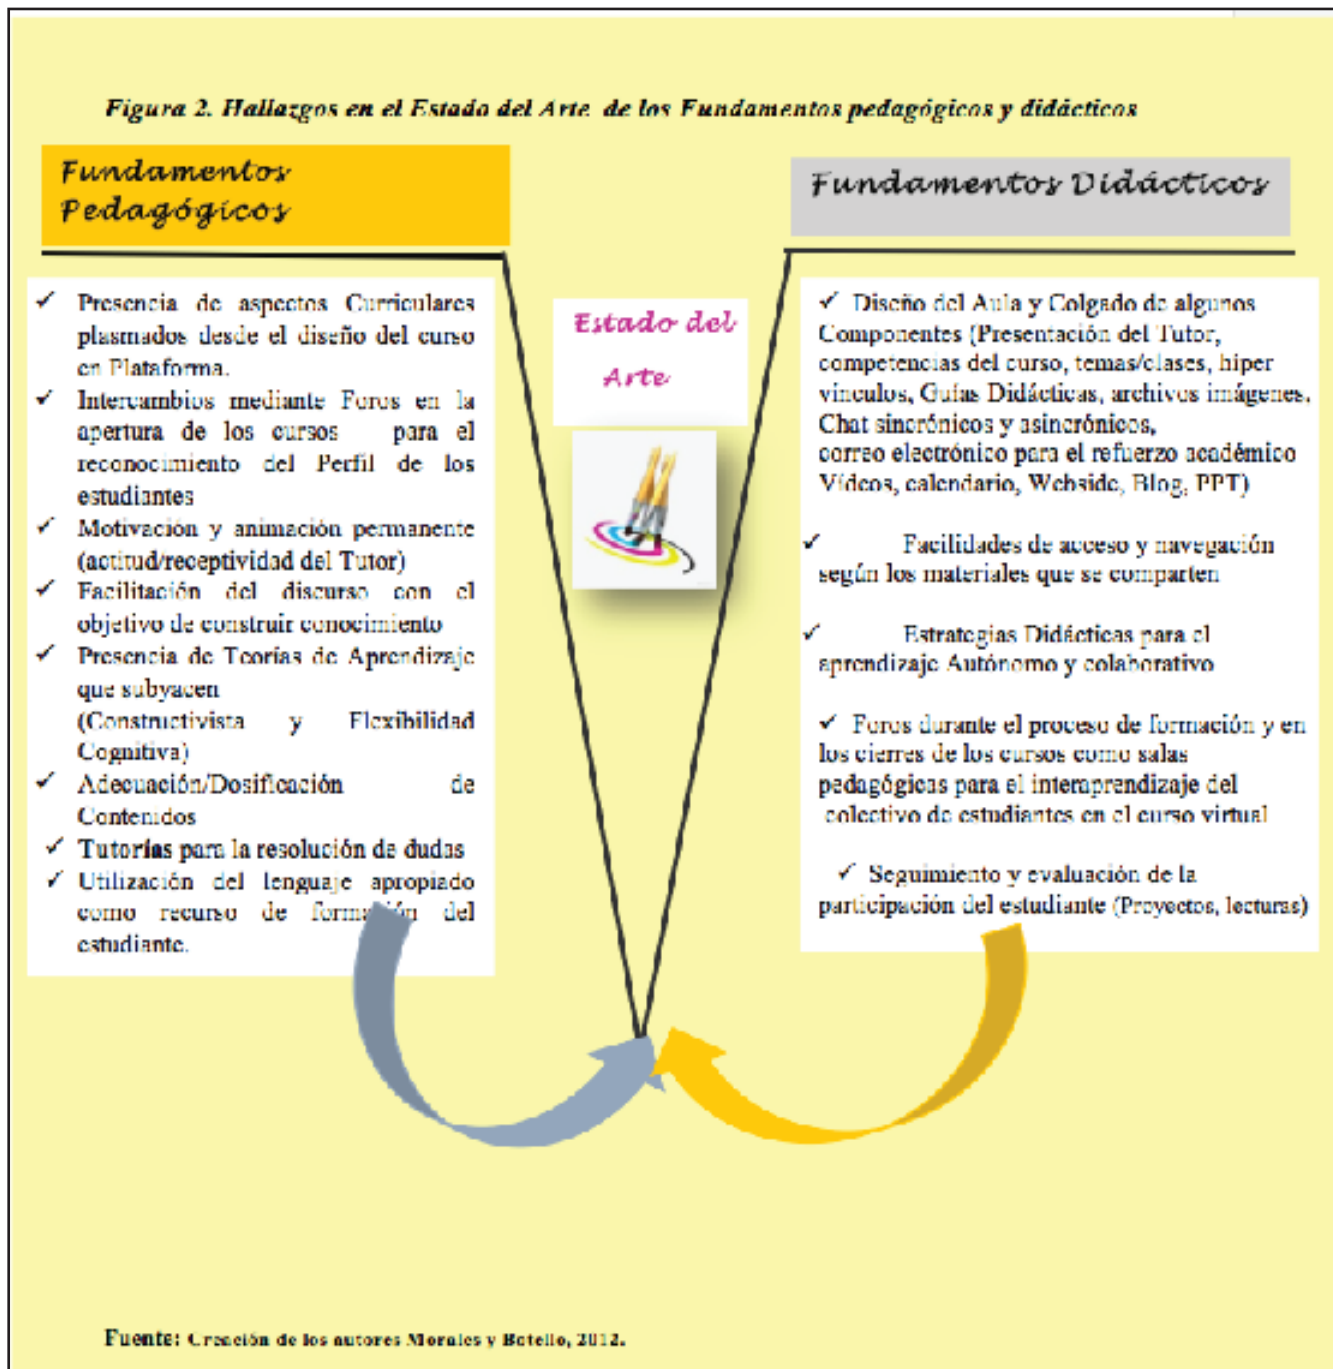 Figura 2. Hallazgos en el Estado del Arte de los Fundamentos pedagógicos y didácticos
Fundamentos
Pedagógicos
✓ Presencia de aspectos Curriculares
plasmados desde el diseño del curso
en Plataforma.
✓ Intercambios mediante Foros en la
apertura de los cursos para el
reconocimiento del Perfil de los
estudiantes
✓ Motivación y animación permanente
(actitud/receptividad del Tutor)
✓ Facilitación del discurso con el
objetivo de construir conocimiento
✓ Presencia de Teorías de Aprendizaje
que subyacen
(Constructivista y Flexibilidad
Cognitiva)
✓ Adecuación/Dosificación de
Contenidos
✓ Tutorías para la resolución de dudas
✓ Utilización del lenguaje apropiado
como recurso de formación del
estudiante.
Estado del
Arte
Fundamentos Didácticos
✓ Diseño del Aula y Colgado de algunos
Componentes (Presentación del Tutor,
competencias del curso, temas/clases, hiper
vínculos, Guías Didácticas, archivos imágenes.
Chat sincrónicos y asincrónicos,
correo electrónico para el refuerzo académico
Vídeos, calendario, Webside, Blog, PPT)
✓ Facilidades de acceso y navegación
según los materiales que se comparten
✓ Estrategias Didácticas para el
aprendizaje Autónomo y colaborativo
✓ Foros durante el proceso de formación y en
los cierres de los cursos como salas
pedagógicas para el interaprendizaje del
colectivo de estudiantes en el curso virtual
✓ Seguimiento y evaluación de la
participación del estudiante (Proyectos, lecturas)
Fuente: Creación de los autores Morales y Botello, 2012.